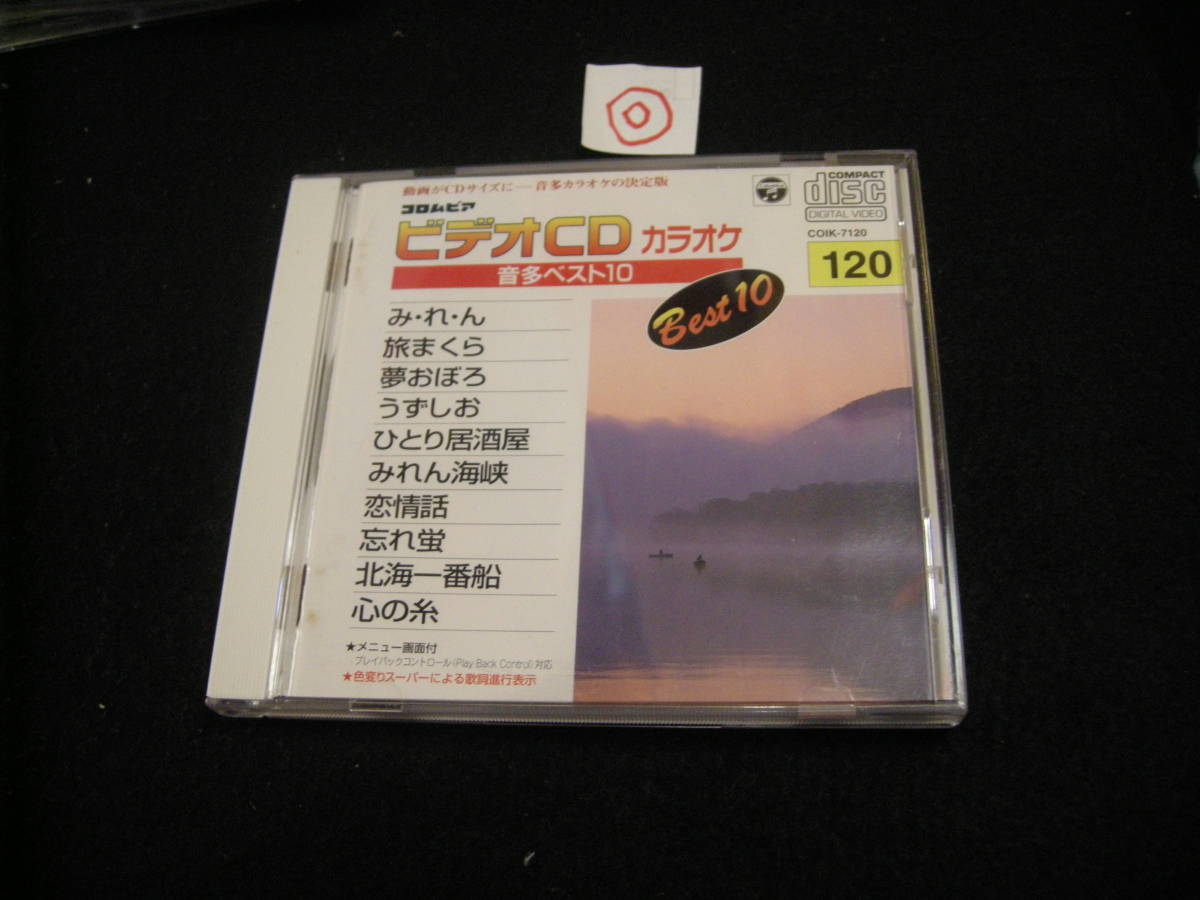 動画がCDサイズに―音多カラオケの決定版
コロムビア
ビデオCD カラオケ
音多ベスト10
Best 10
COMPACT
disc
DIGITAL VIDEO
COIK-7120
120
み・れ・ん
旅まくら
夢おぼろ
うずしお
ひとり居酒屋
みれん海峡
恋情話
忘れ蛍
北海一番船
心の糸
★メニュー画面付
プレイバックコントロール(Play Back Control)対応
★色変りスーパーによる歌詞進行表示